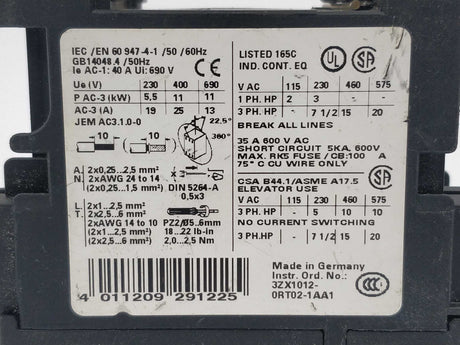 IEC /EN 60 947-4-1 /50 /60Hz
GB14048.4 /50Hz
Ie AC-1: 40 A Ui: 690 V
Ue (V) 230 400 690
P AC-3 (kW) 5,5 11 11
AC-3 (A) 19 25 13
JEM AC3.1.0-0
10 10 22,5°
360°
A. 2x0,25...2,5 mm²
N. 2xAWG 24 to 14
(2x0,25...1,5 mm²) DIN 5264-A
0,5x3
L. 2x1...2,5 mm²
T. 2x2,5...6 mm²
2xAWG 14 to 10 PZ2/Ø5..6mm
(2x1...2,5 mm²) 18...22 lb-in
(2x2,5...6 mm²) 2,0...2,5 Nm
4 011209 291225
LISTED 165C
IND. CONT. EQ
UL SA
V AC 115 230 460 575
1 PH. HP 2 3 - -
3 PH. HP - 7 1/2 15 20
BREAK ALL LINES
35 A 600 V AC
SHORT CIRCUIT 5KA, 600V
MAX. RK5 FUSE / CB:100 A
75° C CU WIRE ONLY
CSA B44.1/ASME A17.5
ELEVATOR USE
SA
V AC 115 230 460 575
3 PH.HP - 5 10 10
NO CURRENT SWITCHING
3 PH.HP - 7 1/2 15 20
Made in Germany
Instr. Ord. No.:
3ZX1012-
0RT02-1AA1
CCC